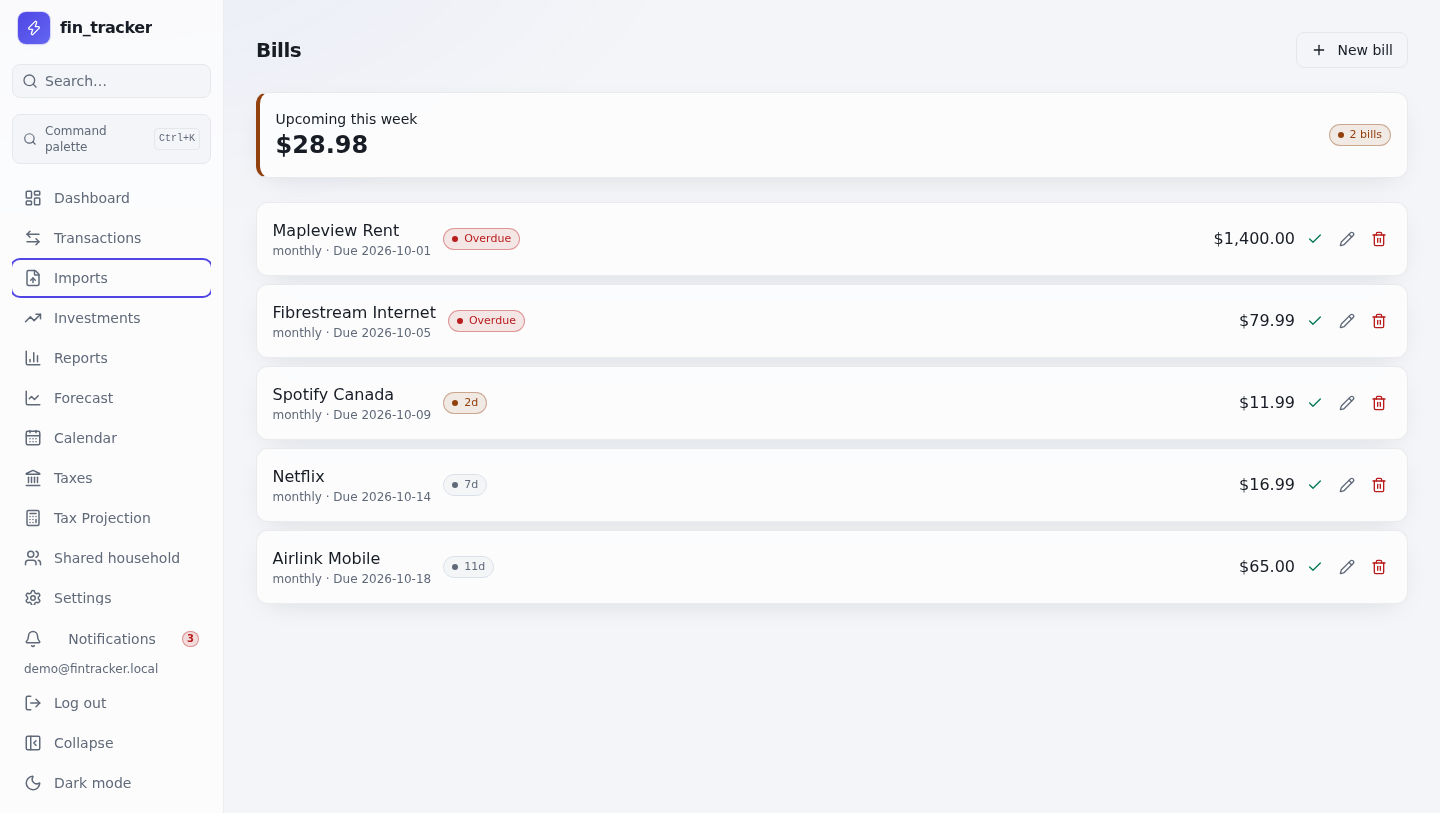 fin_tracker
Search...
Command
palette
Ctrl+K
Dashboard
Transactions
Imports
Investments
Reports
Forecast
Calendar
Taxes
Tax Projection
Shared household
Settings
Notifications 3
demo@fintracker.local
Log out
Collapse
Dark mode
Bills
New bill
Upcoming this week
$28.98
2 bills
Mapleview Rent
monthly · Due 2026-10-01
Overdue
$1,400.00
Fibrestream Internet
monthly · Due 2026-10-05
Overdue
$79.99
Spotify Canada
monthly · Due 2026-10-09
2d
$11.99
Netflix
monthly · Due 2026-10-14
7d
$16.99
Airlink Mobile
monthly · Due 2026-10-18
11d
$65.00